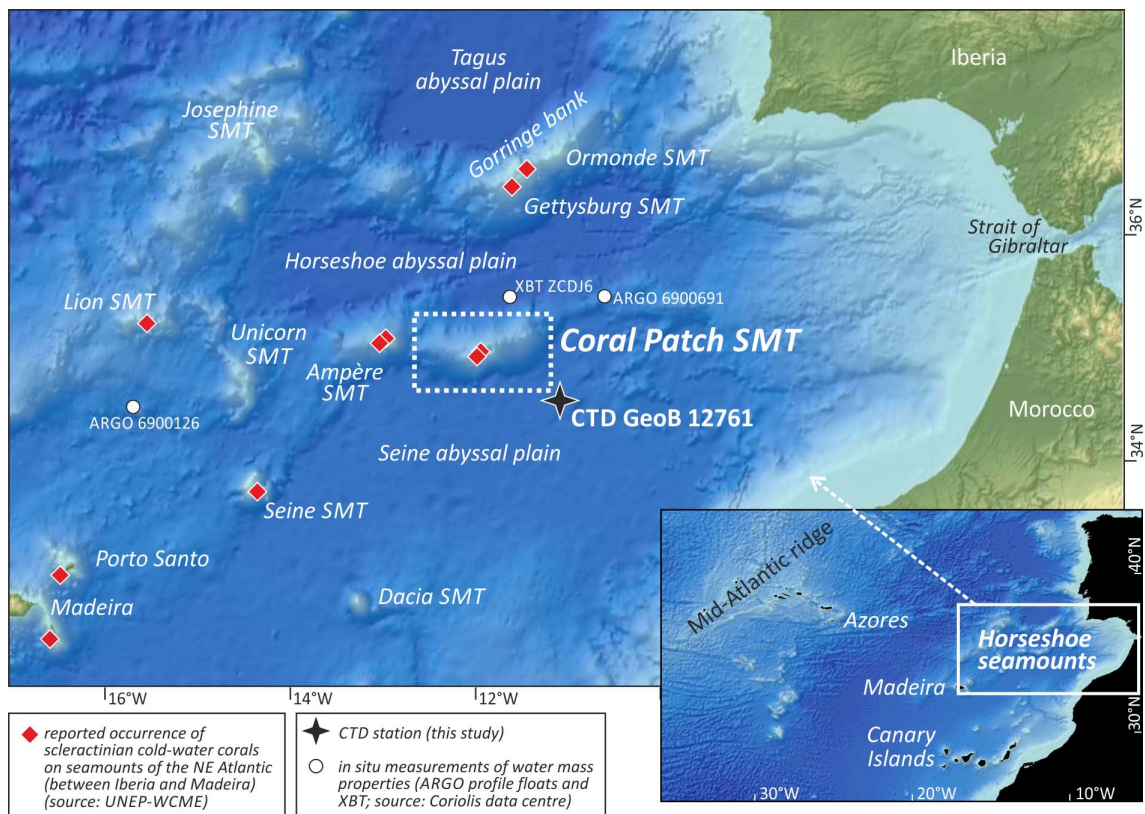 Tagus
abyssal plain
Iberia
Josephine
SMT
Gorringe bank
Ormonde SMT
Gettysburg SMT
36°N
Strait of
Gibraltar
Horseshoe abyssal plain
XBT ZCDJ6
ARGO 6900691
Lion SMT
Unicorn
SMT
Coral Patch SMT
Ampère
SMT
ARGO 6900126
CTD GeoB 12761
Morocco
Seine abyssal plain
34°N
Seine SMT
Porto Santo
Madeira
Dacia SMT
16°W
14°W
12°W
Mid-Atlantic ridge
40°N
Azores
Horseshoe
seamounts
Madeira
30°N
Canary
Islands
30°W
20°W
10°W
reported occurrence of
scleractinian cold-water corals
on seamounts of the NE Atlantic
(between Iberia and Madeira)
(source: UNEP-WCME)
CTD station (this study)
in situ measurements of water mass
properties (ARGO profile floats and
XBT; source: Coriolis data centre)